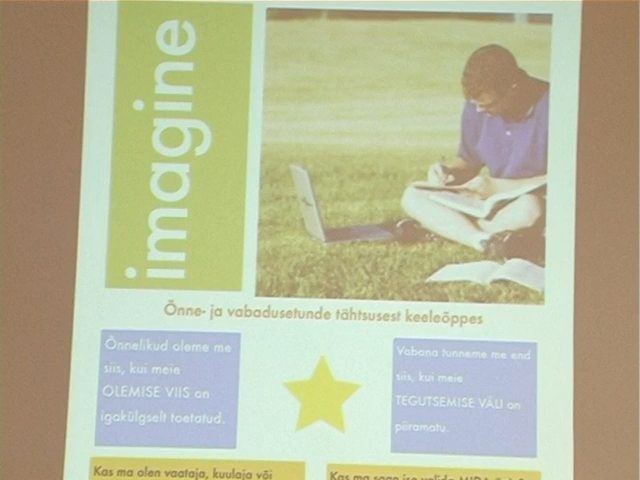 imagine
Õnne- ja vabadusetunde tähtsusest keeleõppes
Õnnelikud oleme me
siis, kui meie
OLEMISE VIIS on
igakülgselt toetatud.
Vabana tunneme me end
siis, kui meie
TEGUTSEMISE VÄLI on
piiramatu.
Kas ma olen vaataja, kuulaja või
Kas ma saan ise valida MIDA